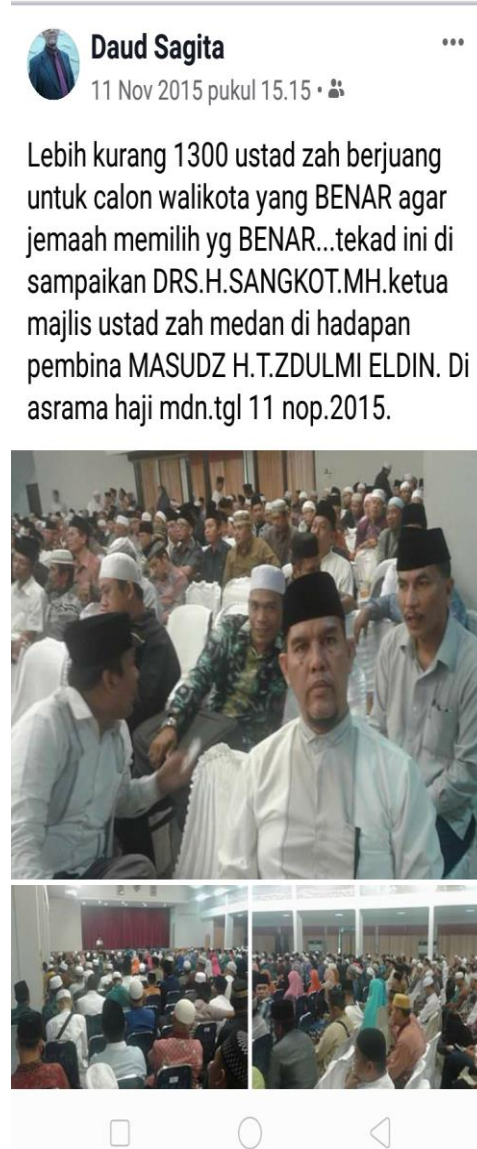 Daud Sagita
11 Nov 2015 pukul 15.15 •
Lebih kurang 1300 ustad zah berjuang
untuk calon walikota yang BENAR agar
jemaah memilih yg BENAR...tekad ini di
sampaikan DRS.H.SANGKOT.MH.ketua
majlis ustad zah medan di hadapan
pembina MASUDZ H.T.ZDULMI ELDIN. Di
asrama haji mdn.tgl 11 nop.2015.